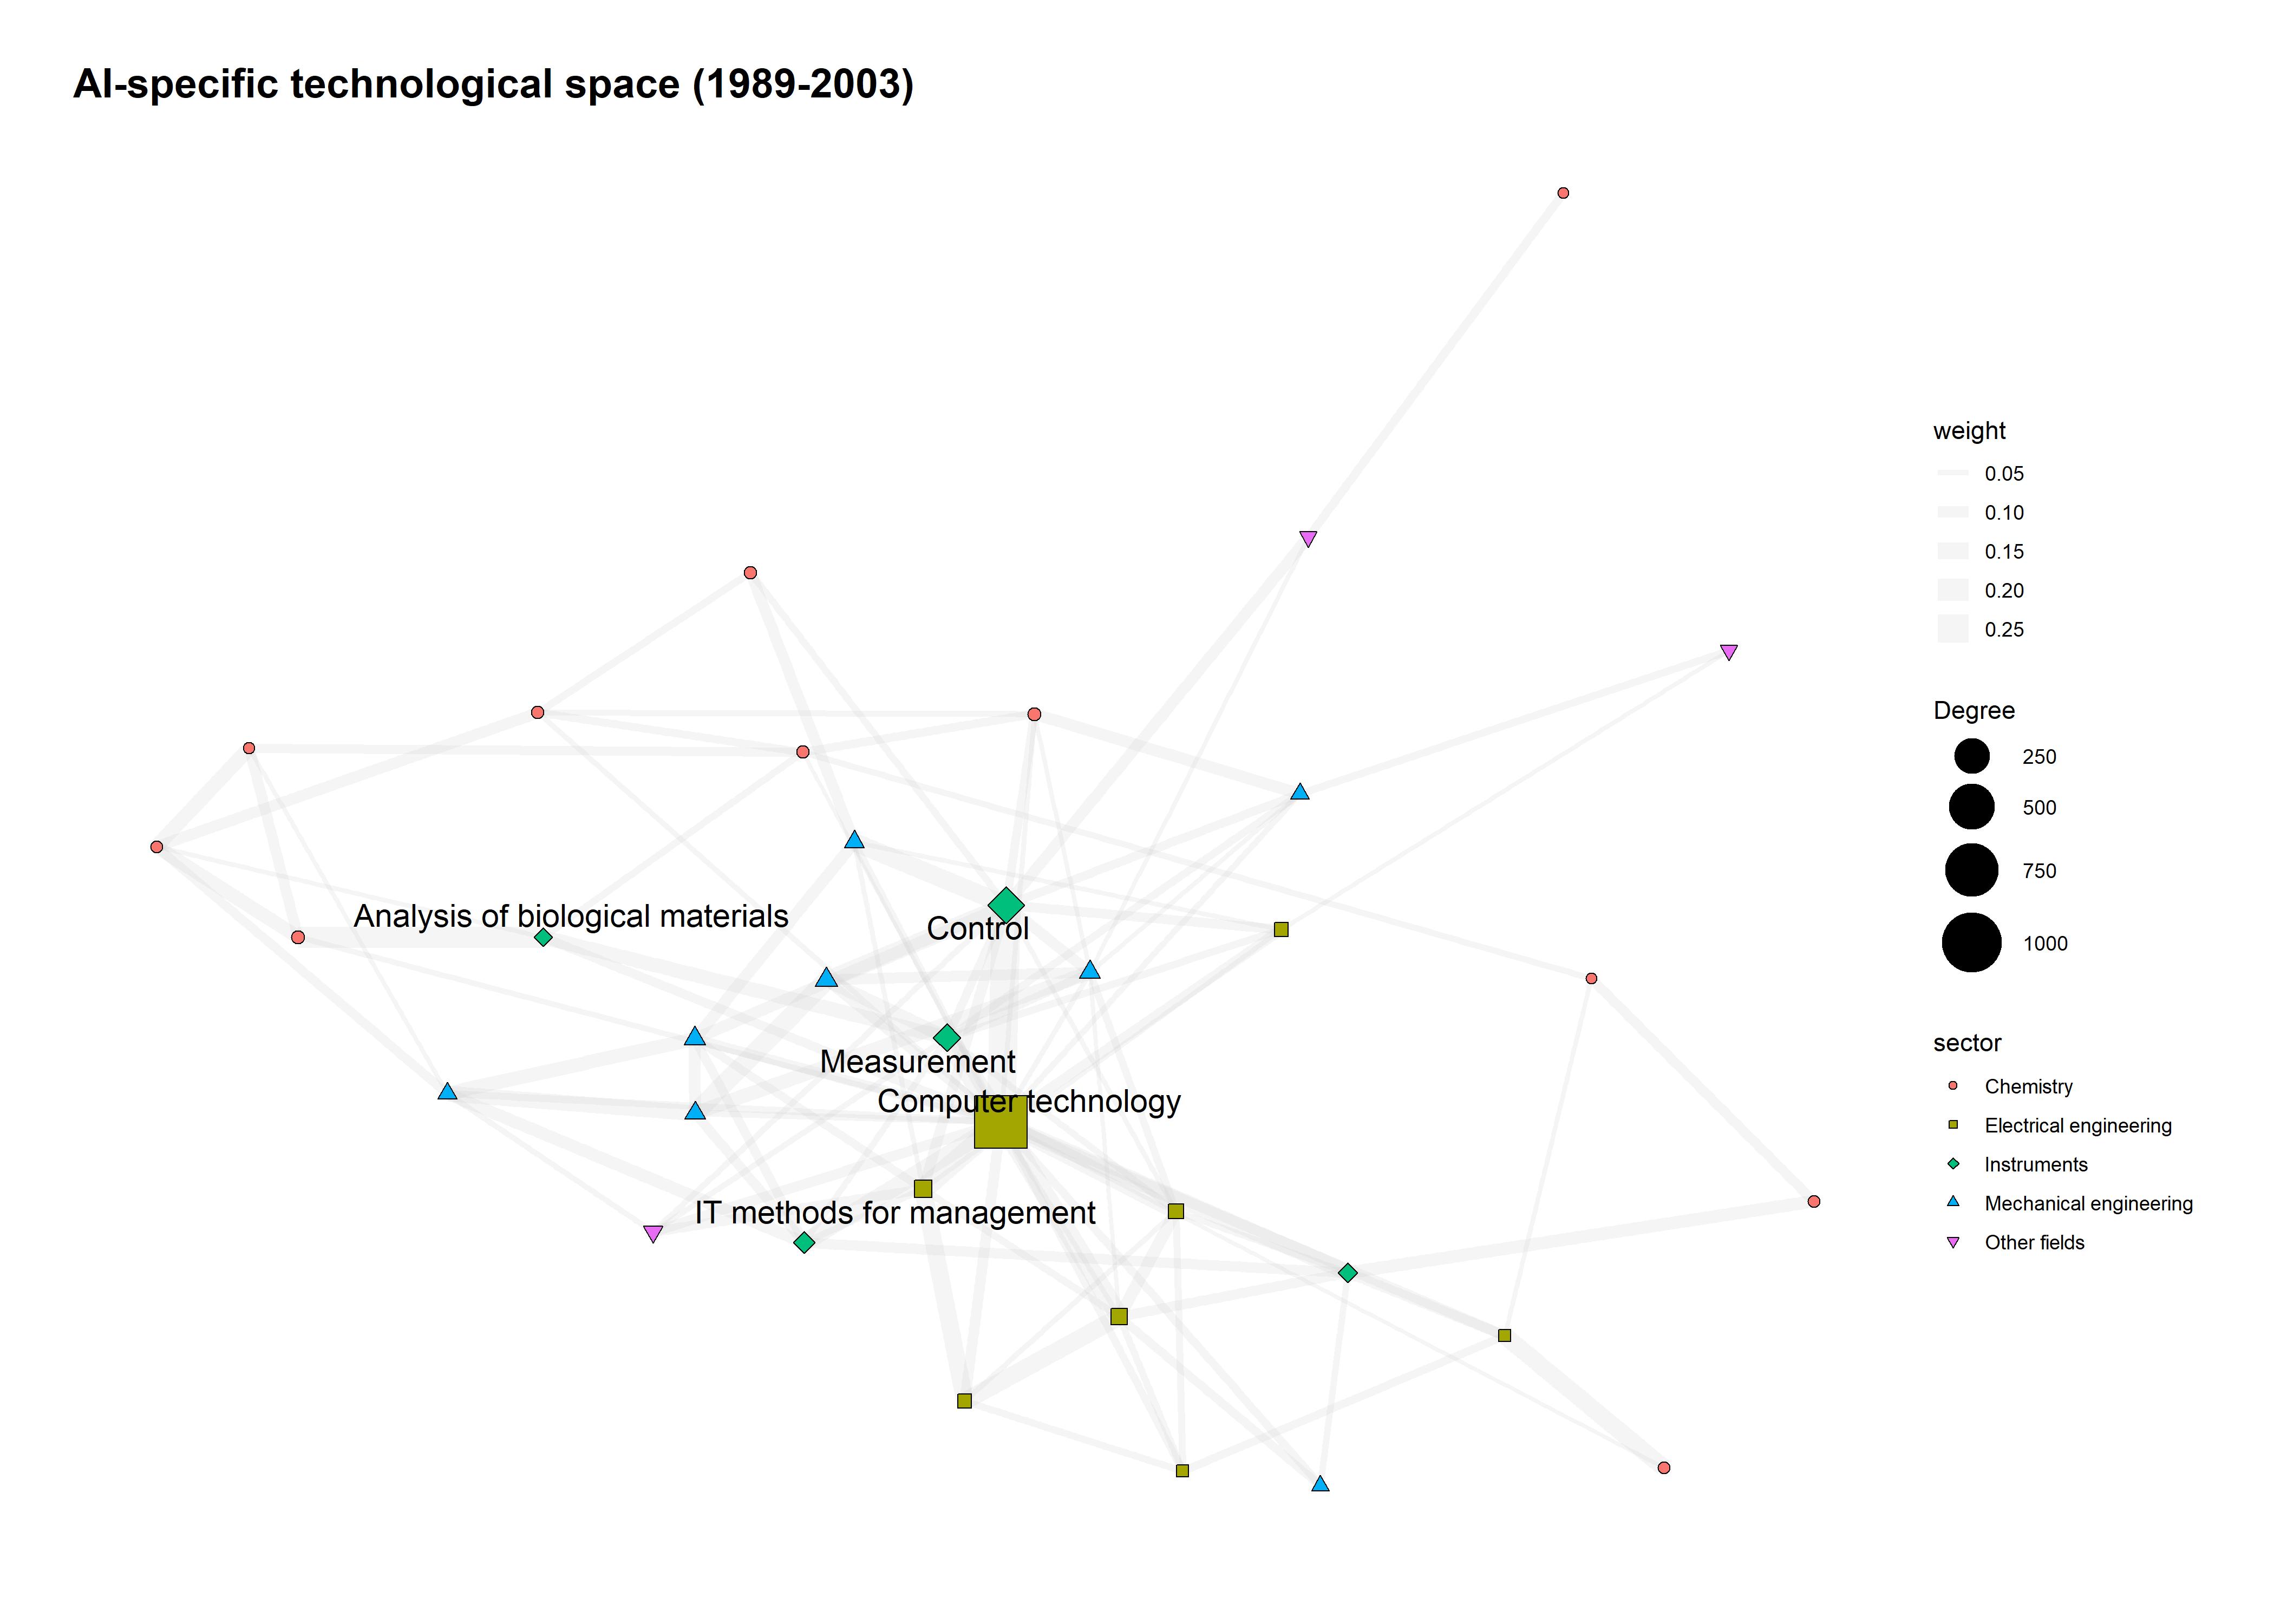 AI-specific technological space (1989-2003)
Analysis of biological materials
Control
Measurement
Computer technology
IT methods for management
weight
0.05
0.10
0.15
0.20
0.25
Degree
250
500
750
1000
sector
Chemistry
Electrical engineering
Instruments
Mechanical engineering
Other fields